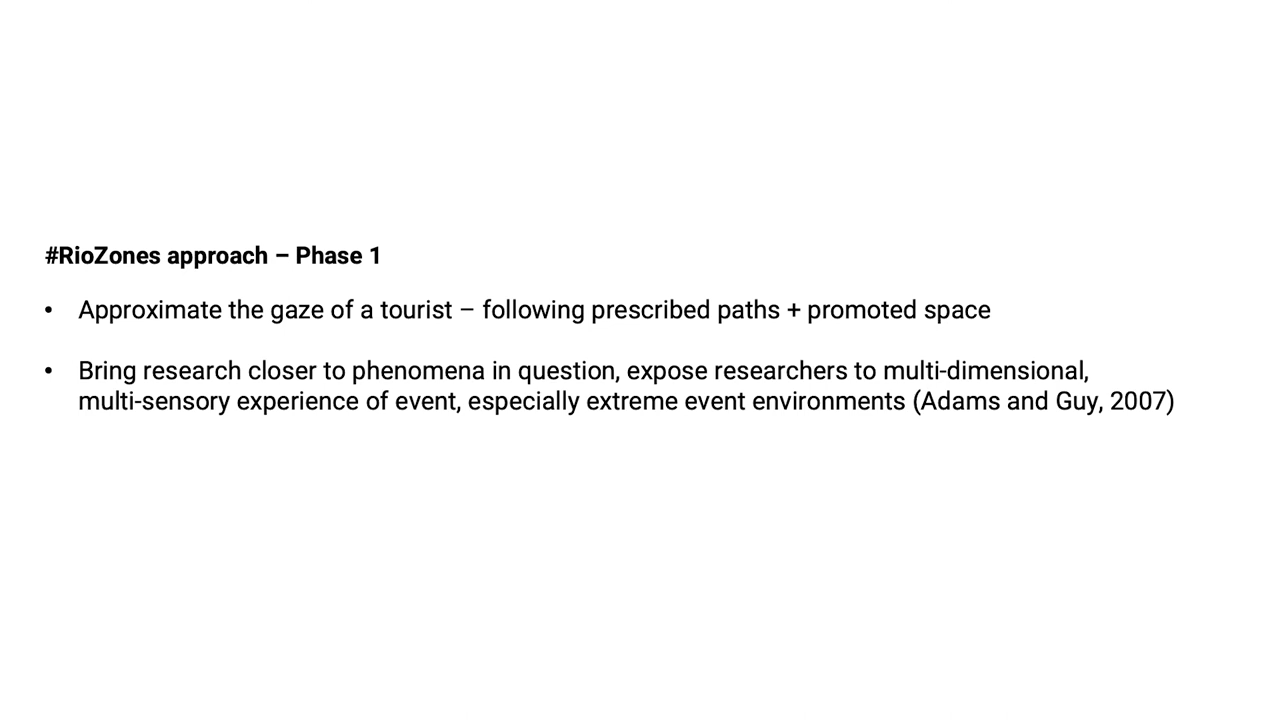 #RioZones approach – Phase 1
• Approximate the gaze of a tourist – following prescribed paths + promoted space
• Bring research closer to phenomena in question, expose researchers to multi-dimensional,
multi-sensory experience of event, especially extreme event environments (Adams and Guy, 2007)